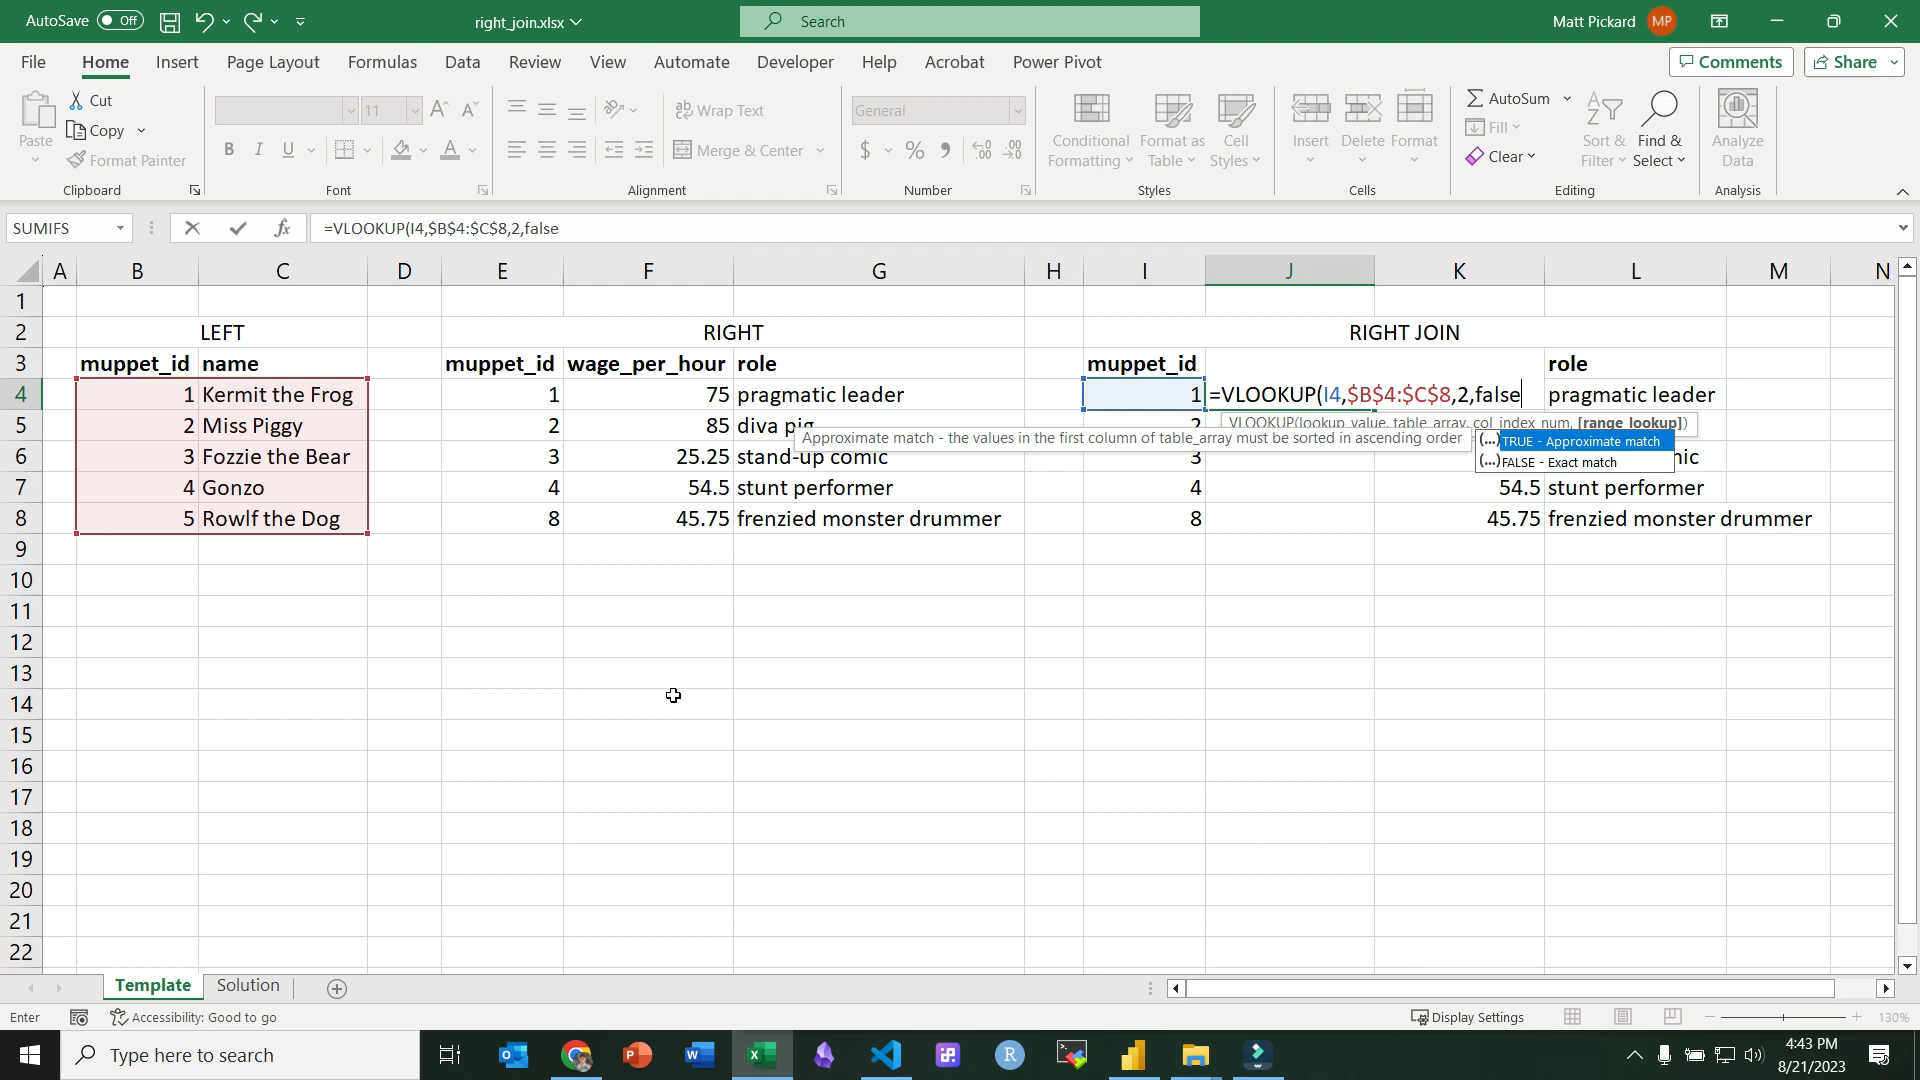 AutoSave Off
right_join.xlsx
Search
Matt Pickard MP
File Home Insert Page Layout Formulas Data Review View Automate Developer Help Acrobat Power Pivot
Comments Share
Paste
Cut
Copy
Format Painter
Clipboard
11
B I U
Font
Wrap Text
Merge & Center
Alignment
General
$ % 9
Number
Conditional Formatting
Format as Table
Cell Styles
Styles
Insert Delete Format
Cells
AutoSum
Fill
Clear
Sort & Filter
Find & Select
Editing
Analyze Data
Analysis
SUMIFS fx =VLOOKUP(I4,$B$4:$C$8,2,false
A B C D E F G H I J K L M N
1
2 LEFT RIGHT RIGHT JOIN
3 muppet_id name muppet_id wage_per_hour role muppet_id role
4 1 Kermit the Frog 1 75 pragmatic leader 1 =VLOOKUP(I4,$B$4:$C$8,2,false pragmatic leader
VLOOKUP(lookup_value, table_array, col_index_num, [range_lookup])
5 2 Miss Piggy 2 85 diva pig 2
Approximate match - the values in the first column of table_array must be sorted in ascending order
(...) TRUE - Approximate match
(...) FALSE - Exact match
6 3 Fozzie the Bear 3 25.25 stand-up comic 3 nic
7 4 Gonzo 4 54.5 stunt performer 4 54.5 stunt performer
8 5 Rowlf the Dog 8 45.75 frenzied monster drummer 8 45.75 frenzied monster drummer
9
10
11
12
13
14
15
16
17
18
19
20
21
22
Template Solution
Enter Accessibility: Good to go Display Settings 130%
Type here to search
4:43 PM
8/21/2023